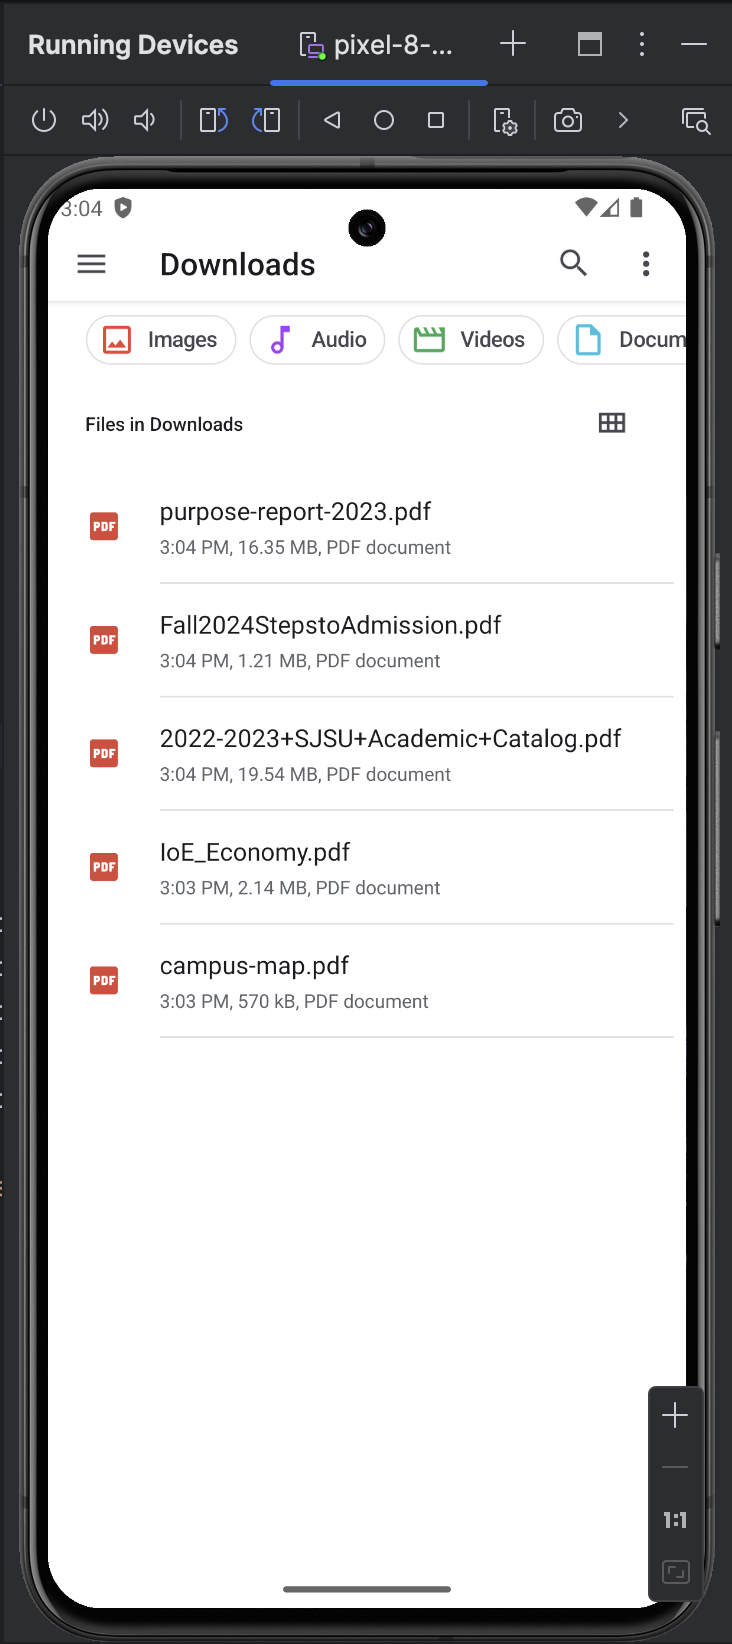 Running Devices
pixel-8-...
3:04
Downloads
Images
Audio
Videos
Docum
Files in Downloads
PDF
purpose-report-2023.pdf
3:04 PM, 16.35 MB, PDF document
PDF
Fall2024StepstoAdmission.pdf
3:04 PM, 1.21 MB, PDF document
PDF
2022-2023+SJSU+Academic+Catalog.pdf
3:04 PM, 19.54 MB, PDF document
PDF
IoE_Economy.pdf
3:03 PM, 2.14 MB, PDF document
PDF
campus-map.pdf
3:03 PM, 570 kB, PDF document
1:1